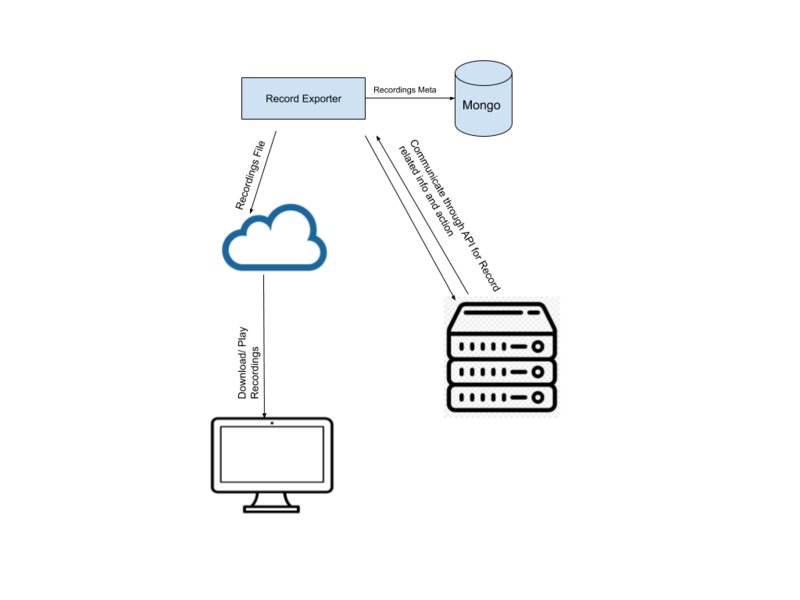 Record Exporter
Recordings Meta
Mongo
Recordings File
Communicate through API for Record
related info and action
Download/ Play
Recordings